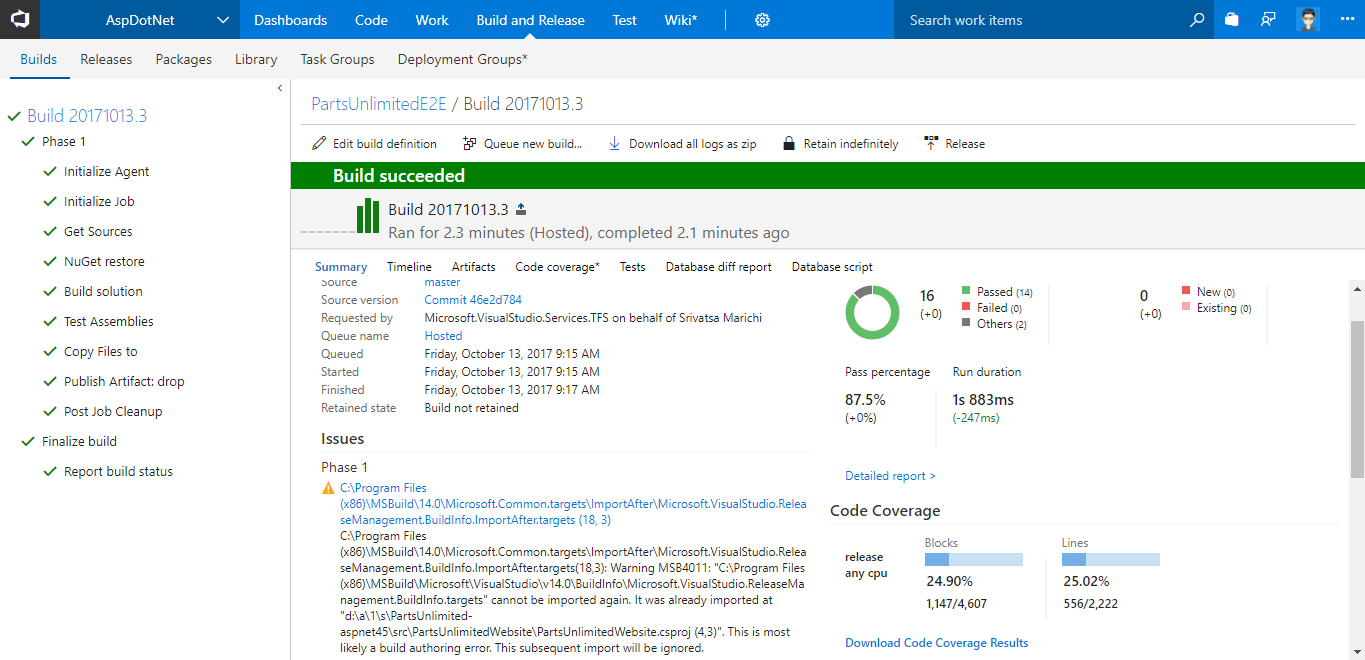 AspDotNet
Dashboards Code Work Build and Release Test Wiki*
Search work items
Builds Releases Packages Library Task Groups Deployment Groups*
Build 20171013.3
Phase 1
Initialize Agent
Initialize Job
Get Sources
NuGet restore
Build solution
Test Assemblies
Copy Files to
Publish Artifact: drop
Post Job Cleanup
Finalize build
Report build status
PartsUnlimitedE2E / Build 20171013.3
Edit build definition Queue new build... Download all logs as zip Retain indefinitely Release
Build succeeded
Build 20171013.3
Ran for 2.3 minutes (Hosted), completed 2.1 minutes ago
Summary Timeline Artifacts Code coverage* Tests Database diff report Database script
Source master
Source version Commit 46e2d784
Requested by Microsoft.VisualStudio.Services.TFS on behalf of Srivatsa Marichi
Queue name Hosted
Queued Friday, October 13, 2017 9:15 AM
Started Friday, October 13, 2017 9:15 AM
Finished Friday, October 13, 2017 9:17 AM
Retained state Build not retained
Issues
Phase 1
C:\Program Files
(x86)\MSBuild\14.0\Microsoft.Common.targets\ImportAfter\Microsoft.VisualStudio.Relea
seManagement.BuildInfo.ImportAfter.targets (18, 3)
C:\Program Files
(x86)\MSBuild\14.0\Microsoft.Common.targets\ImportAfter\Microsoft.VisualStudio.Relea
seManagement.BuildInfo.ImportAfter.targets(18,3): Warning MSB4011: "C:\Program Files
(x86)\MSBuild\Microsoft\VisualStudio\v14.0\BuildInfo\Microsoft.VisualStudio.ReleaseMa
nagement.BuildInfo.targets" cannot be imported again. It was already imported at
"d:\a\1\s\PartsUnlimited-
aspnet45\src\PartsUnlimitedWebsite\PartsUnlimitedWebsite.csproj (4,3)". This is most
likely a build authoring error. This subsequent import will be ignored.
16
(+0)
Passed (14)
Failed (0)
Others (2)
0
(+0)
New (0)
Existing (0)
Pass percentage
87.5%
(+0%)
Run duration
1s 883ms
(-247ms)
Detailed report >
Code Coverage
release
any cpu
Blocks
24.90%
1,147/4,607
Lines
25.02%
556/2,222
Download Code Coverage Results